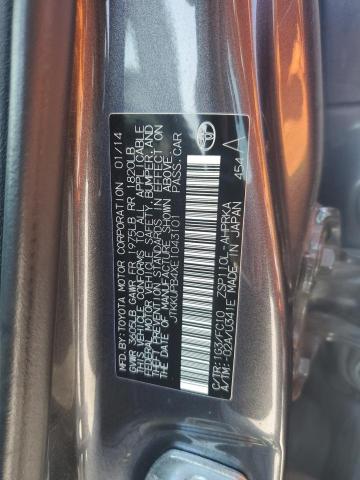 MFD.BY:TOYOTA MOTOR CORPORATION 01/14
GVWR 3605LB GAWR FR 1975LB RR 1820LB
THIS VEHICLE CONFORMS TO ALL APPLICABLE
FEDERAL MOTOR VEHICLE SAFETY, BUMPER, AND
THEFT PREVENTION STANDARDS IN EFFECT ON
THE DATE OF MANUFACTURE SHOWN ABOVE.
JTKKUPB4XE1043101 PASS.CAR
C/TR:1G3/FC10 ZSP110L-AHPRKA
A/TM:-02A/U341E MADE IN JAPAN
454